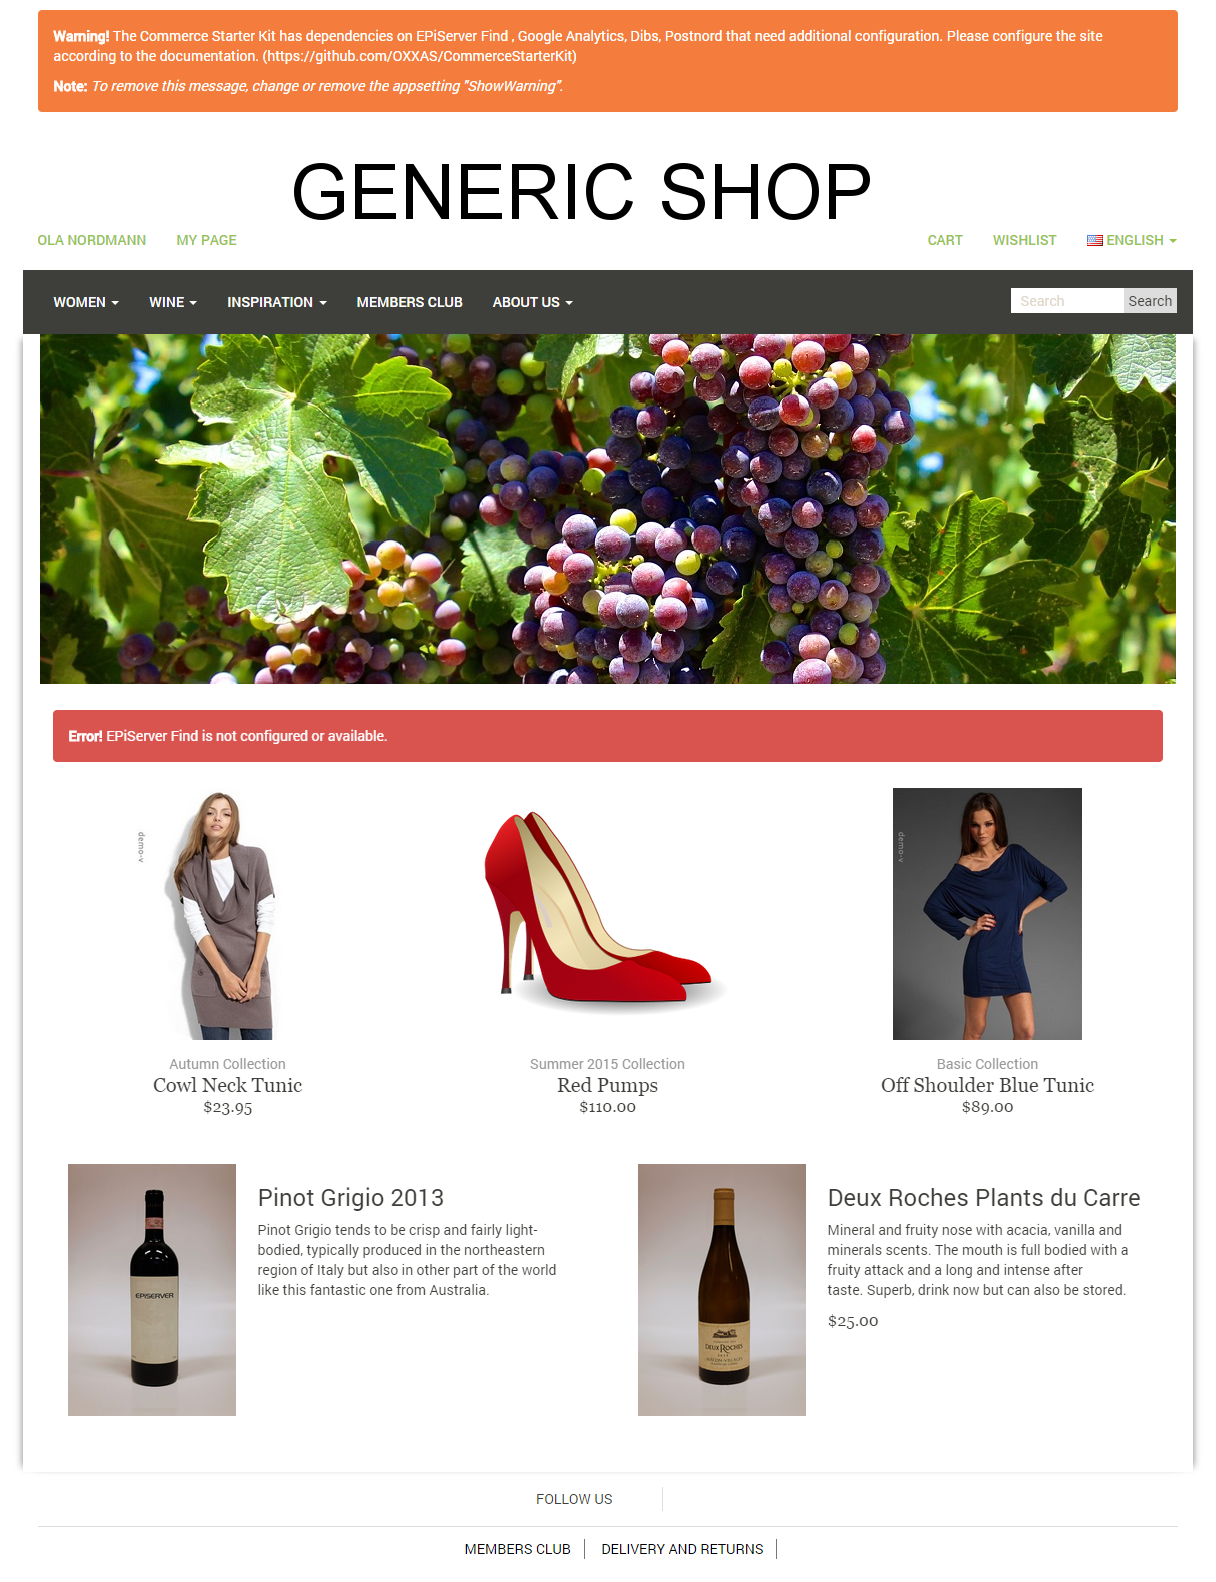 Warning! The Commerce Starter Kit has dependencies on EPiServer Find , Google Analytics, Dibs, Postnord that need additional configuration. Please configure the site
according to the documentation. (https://github.com/OXXAS/CommerceStarterKit)
Note: To remove this message, change or remove the appsetting "ShowWarning".
GENERIC SHOP
OLA NORDMANN MY PAGE CART WISHLIST ENGLISH
WOMEN WINE INSPIRATION MEMBERS CLUB ABOUT US Search Search
Error! EPiServer Find is not configured or available.
demo-v
demo-v
Autumn Collection
Cowl Neck Tunic
$23.95
Summer 2015 Collection
Red Pumps
$110.00
Basic Collection
Off Shoulder Blue Tunic
$89.00
EPISERVER
Pinot Grigio 2013
Pinot Grigio tends to be crisp and fairly light-
bodied, typically produced in the northeastern
region of Italy but also in other part of the world
like this fantastic one from Australia.
DEUX ROCHES
Deux Roches Plants du Carre
Mineral and fruity nose with acacia, vanilla and
minerals scents. The mouth is full bodied with a
fruity attack and a long and intense after
taste. Superb, drink now but can also be stored.
$25.00
FOLLOW US
MEMBERS CLUB DELIVERY AND RETURNS